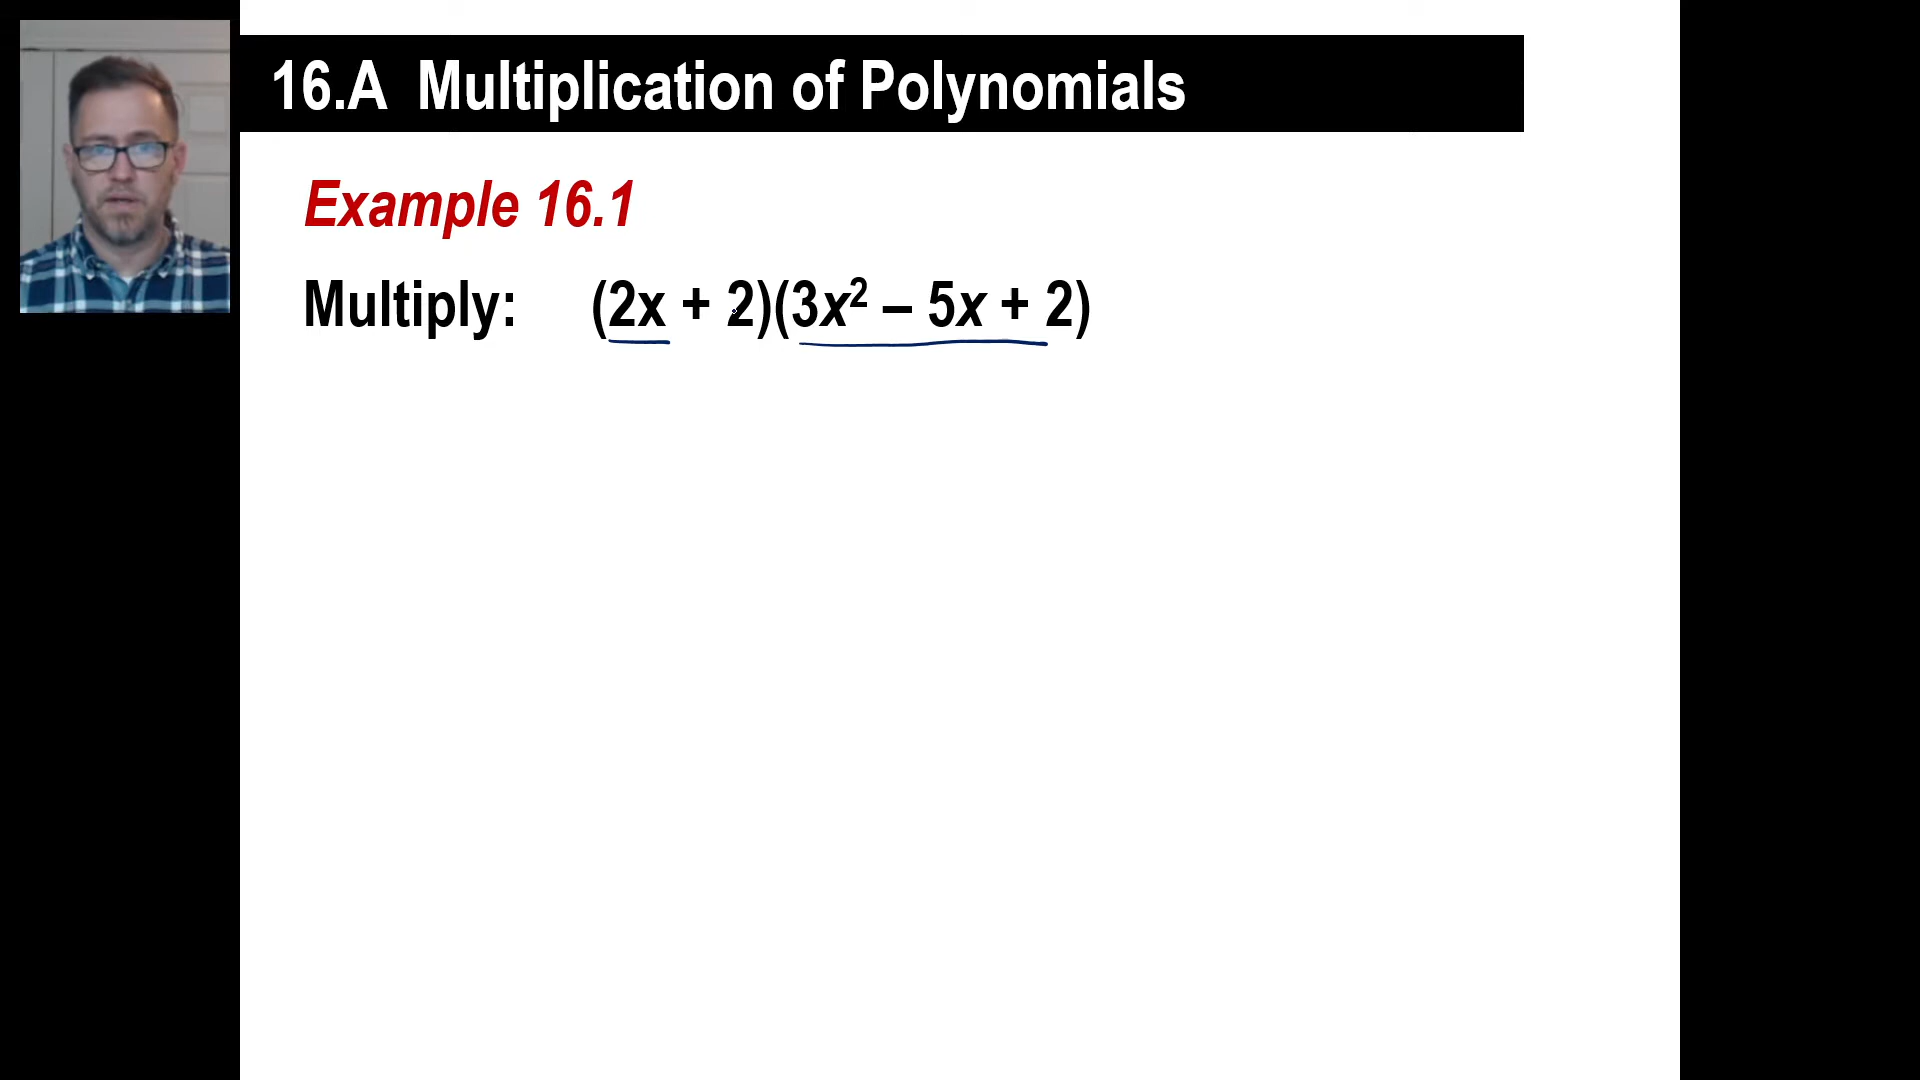 16.A Multiplication of Polynomials
Example 16.1
Multiply: (2x + 2)(3x² – 5x + 2)